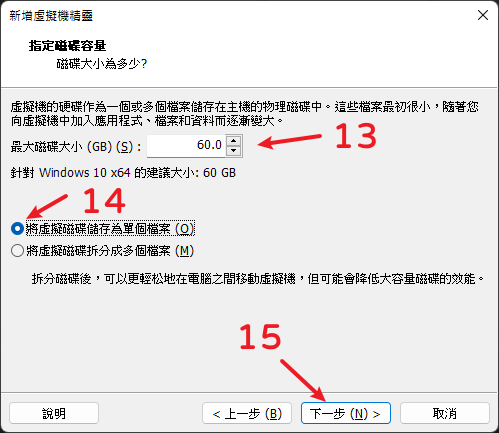 新增虛擬機精靈
指定磁碟容量
磁碟大小為多少?
虛擬機的硬碟作為一個或多個檔案儲存在主機的物理磁碟中。這些檔案最初很小，隨著您
向虛擬機中加入應用程式、檔案和資料而逐漸變大。
最大磁碟大小 (GB) (S) : 60.0 13
針對 Windows 10 x64 的建議大小: 60 GB
14
將虛擬磁碟儲存為單個檔案 (O)
將虛擬磁碟拆分成多個檔案 (M)
拆分磁碟後，可以更輕鬆地在電腦之間移動虛擬機，但可能會降低大容量磁碟的效能。
15
說明 < 上一步 (B) 下一步 (N) > 取消